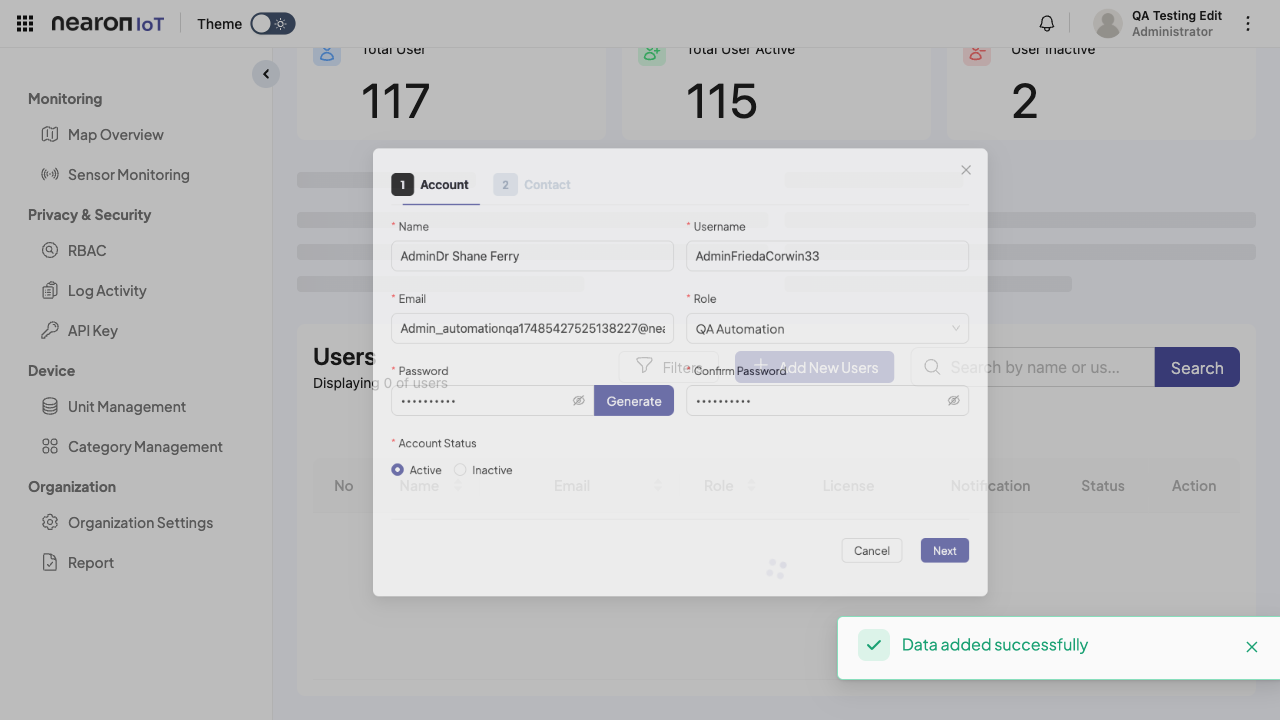 nearon IoT
Theme
QA Testing Edit
Administrator
Total User
Total User Active
User Inactive
117
115
2
Monitoring
Map Overview
Sensor Monitoring
Privacy & Security
RBAC
Log Activity
API Key
Device
Unit Management
Category Management
Organization
Organization Settings
Report
1 Account
2 Contact
* Name
* Username
AdminDr Shane Ferry
AdminFriedaCorwin33
* Email
* Role
Admin_automationqa17485427525138227@nea
QA Automation
* Password
* Confirm Password
••••••••••
Generate
••••••••••
* Account Status
Active
Inactive
Cancel
Next
Users
Displaying 0 of users
Filter
Add New Users
Search by name or us...
Search
No
Name
Email
Role
License
Notification
Status
Action
Data added successfully